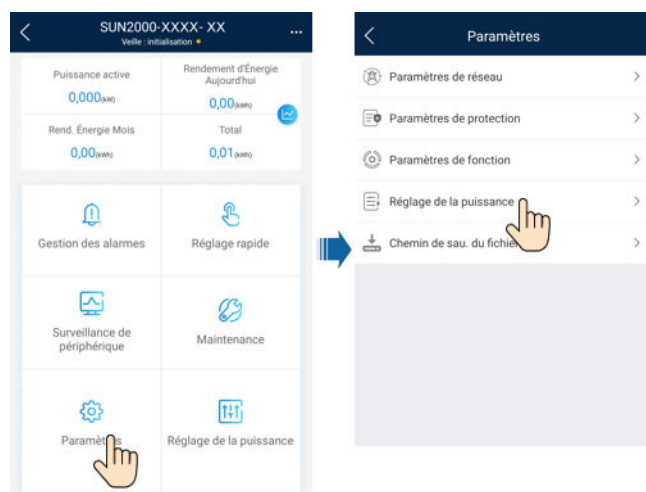 SUN2000-XXXX- XX
Veille : initialisation
Puissance active
0,000(kW)
Rendement d'Énergie
Aujourd'hui
0,00(kWh)
Rend. Énergie Mois
0,00(kWh)
Total
0,01(kWh)
Gestion des alarmes
Réglage rapide
Surveillance de
périphérique
Maintenance
Paramètres
Réglage de la puissance
Paramètres
Paramètres de réseau
Paramètres de protection
Paramètres de fonction
Réglage de la puissance
Chemin de sau. du fichier